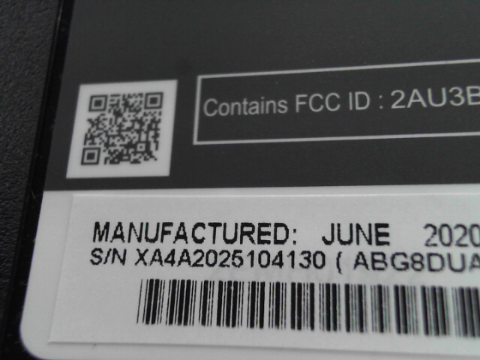 Contains FCC ID : 2AU3B
MANUFACTURED: JUNE 2020
S/N XA4A2025104130 ( ABG8DUA